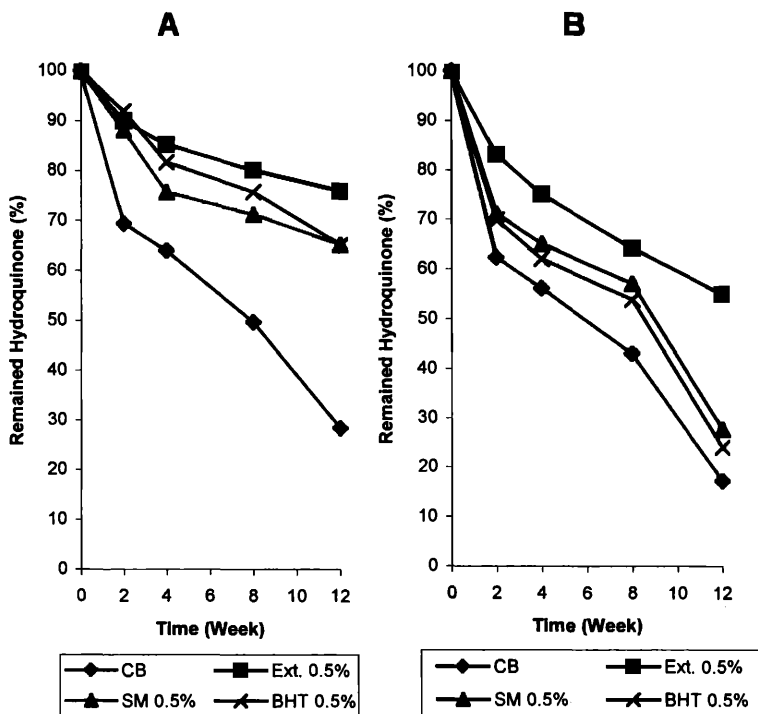 A
100
90
80
70
60
50
40
30
20
10
0
Remained Hydroquinone (%)
0 2 4 6 8 10 12
Time (Week)
CB Ext. 0.5%
SM 0.5% BHT 0.5%
B
100
90
80
70
60
50
40
30
20
10
0
Remained Hydroquinone (%)
0 2 4 6 8 10 12
Time (Week)
CB Ext. 0.5%
SM 0.5% BHT 0.5%